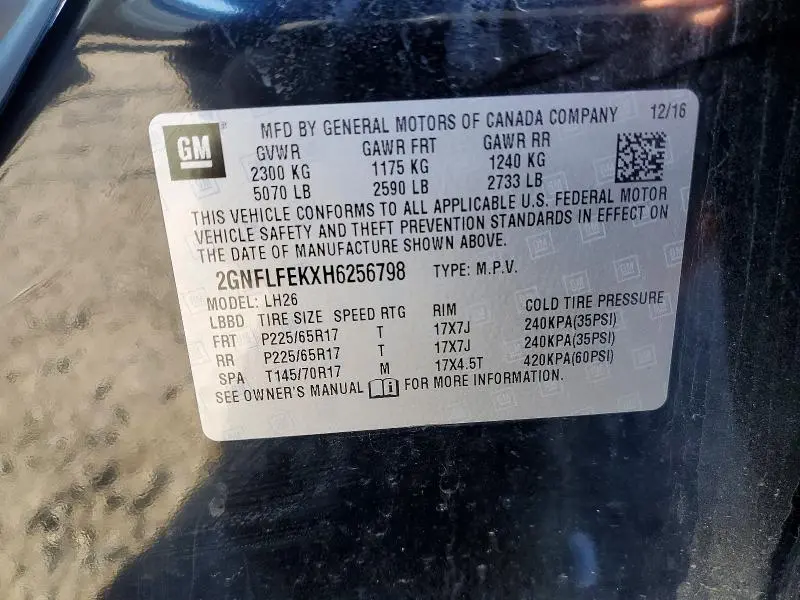 GM MFD BY GENERAL MOTORS OF CANADA COMPANY 12/16
GVWR GAWR FRT GAWR RR
2300 KG 1175 KG 1240 KG
5070 LB 2590 LB 2733 LB
THIS VEHICLE CONFORMS TO ALL APPLICABLE U.S. FEDERAL MOTOR
VEHICLE SAFETY AND THEFT PREVENTION STANDARDS IN EFFECT ON
THE DATE OF MANUFACTURE SHOWN ABOVE.
2GNFLFEKXH6256798 TYPE: M.P.V.
MODEL: LH26
LBBD TIRE SIZE SPEED RTG RIM COLD TIRE PRESSURE
FRT P225/65R17 T 17X7J 240KPA(35PSI)
RR P225/65R17 T 17X7J 240KPA(35PSI)
SPA T145/70R17 M 17X4.5T 420KPA(60PSI)
SEE OWNER'S MANUAL FOR MORE INFORMATION.